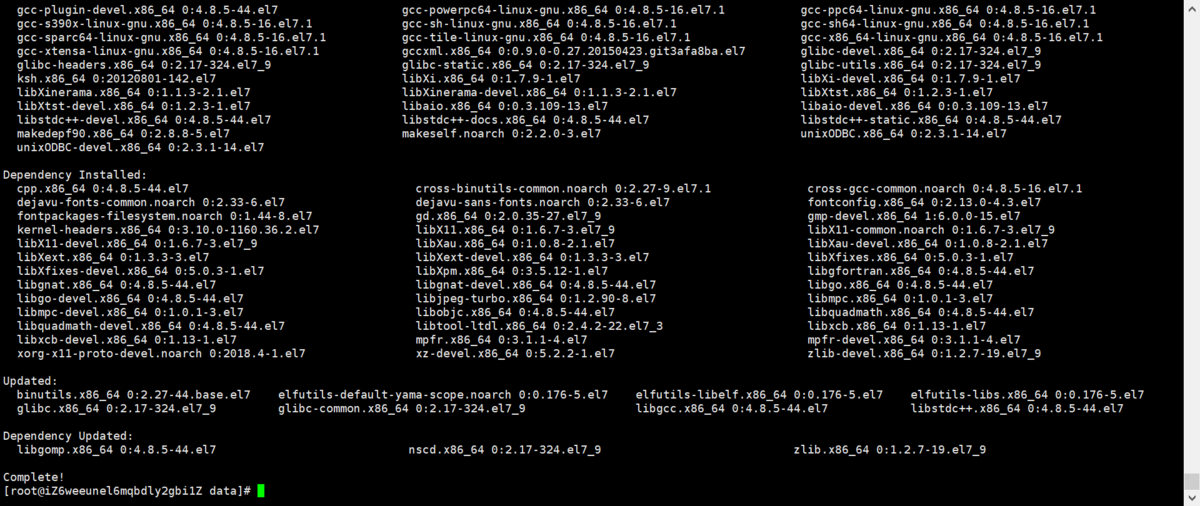 gcc-plugin-devel.x86_64 0:4.8.5-44.el7 gcc-powerpc64-linux-gnu.x86_64 0:4.8.5-16.el7.1 gcc-ppc64-linux-gnu.x86_64 0:4.8.5-16.el7.1
gcc-s390x-linux-gnu.x86_64 0:4.8.5-16.el7.1 gcc-sh-linux-gnu.x86_64 0:4.8.5-16.el7.1 gcc-sh64-linux-gnu.x86_64 0:4.8.5-16.el7.1
gcc-sparc64-linux-gnu.x86_64 0:4.8.5-16.el7.1 gcc-tile-linux-gnu.x86_64 0:4.8.5-16.el7.1 gcc-x86_64-linux-gnu.x86_64 0:4.8.5-16.el7.1
gcc-xtensa-linux-gnu.x86_64 0:4.8.5-16.el7.1 gccxml.x86_64 0:0.9.0-0.27.20150423.git3afa8ba.el7 glibc-devel.x86_64 0:2.17-324.el7_9
glibc-headers.x86_64 0:2.17-324.el7_9 glibc-static.x86_64 0:2.17-324.el7_9 glibc-utils.x86_64 0:2.17-324.el7_9
ksh.x86_64 0:20120801-142.el7 libXi.x86_64 0:1.7.9-1.el7 libXi-devel.x86_64 0:1.7.9-1.el7
libXinerama.x86_64 0:1.1.3-2.1.el7 libXinerama-devel.x86_64 0:1.1.3-2.1.el7 libXtst.x86_64 0:1.2.3-1.el7
libXtst-devel.x86_64 0:1.2.3-1.el7 libaio.x86_64 0:0.3.109-13.el7 libaio-devel.x86_64 0:0.3.109-13.el7
libstdc++-devel.x86_64 0:4.8.5-44.el7 libstdc++-docs.x86_64 0:4.8.5-44.el7 libstdc++-static.x86_64 0:4.8.5-44.el7
makedepf90.x86_64 0:2.8.8-5.el7 makeself.noarch 0:2.2.0-3.el7 unixODBC.x86_64 0:2.3.1-14.el7
unixODBC-devel.x86_64 0:2.3.1-14.el7
Dependency Installed:
cpp.x86_64 0:4.8.5-44.el7 cross-binutils-common.noarch 0:2.27-9.el7.1 cross-gcc-common.noarch 0:4.8.5-16.el7.1
dejavu-fonts-common.noarch 0:2.33-6.el7 dejavu-sans-fonts.noarch 0:2.33-6.el7 fontconfig.x86_64 0:2.13.0-4.3.el7
fontpackages-filesystem.noarch 0:1.44-8.el7 gd.x86_64 0:2.0.35-27.el7_9 gmp-devel.x86_64 1:6.0.0-15.el7
kernel-headers.x86_64 0:3.10.0-1160.36.2.el7 libX11.x86_64 0:1.6.7-3.el7_9 libX11-common.noarch 0:1.6.7-3.el7_9
libX11-devel.x86_64 0:1.6.7-3.el7_9 libXau.x86_64 0:1.0.8-2.1.el7 libXau-devel.x86_64 0:1.0.8-2.1.el7
libXext.x86_64 0:1.3.3-3.el7 libXext-devel.x86_64 0:1.3.3-3.el7 libXfixes.x86_64 0:5.0.3-1.el7
libXfixes-devel.x86_64 0:5.0.3-1.el7 libXpm.x86_64 0:3.5.12-1.el7 libgfortran.x86_64 0:4.8.5-44.el7
libgnat.x86_64 0:4.8.5-44.el7 libgnat-devel.x86_64 0:4.8.5-44.el7 libgo.x86_64 0:4.8.5-44.el7
libgo-devel.x86_64 0:4.8.5-44.el7 libjpeg-turbo.x86_64 0:1.2.90-8.el7 libmpc.x86_64 0:1.0.1-3.el7
libmpc-devel.x86_64 0:1.0.1-3.el7 libobjc.x86_64 0:4.8.5-44.el7 libquadmath.x86_64 0:4.8.5-44.el7
libquadmath-devel.x86_64 0:4.8.5-44.el7 libtool-ltdl.x86_64 0:2.4.2-22.el7_3 libxcb.x86_64 0:1.13-1.el7
libxcb-devel.x86_64 0:1.13-1.el7 mpfr.x86_64 0:3.1.1-4.el7 mpfr-devel.x86_64 0:3.1.1-4.el7
xorg-x11-proto-devel.noarch 0:2018.4-1.el7 xz-devel.x86_64 0:5.2.2-1.el7 zlib-devel.x86_64 0:1.2.7-19.el7_9
Updated:
binutils.x86_64 0:2.27-44.base.el7 elfutils-default-yama-scope.noarch 0:0.176-5.el7 elfutils-libelf.x86_64 0:0.176-5.el7 elfutils-libs.x86_64 0:0.176-5.el7
glibc.x86_64 0:2.17-324.el7_9 glibc-common.x86_64 0:2.17-324.el7_9 libgcc.x86_64 0:4.8.5-44.el7 libstdc++.x86_64 0:4.8.5-44.el7
Dependency Updated:
libgomp.x86_64 0:4.8.5-44.el7 nscd.x86_64 0:2.17-324.el7_9 zlib.x86_64 0:1.2.7-19.el7_9
Complete!
[root@iZ6weeunel6mqbdly2gbi1Z data]#